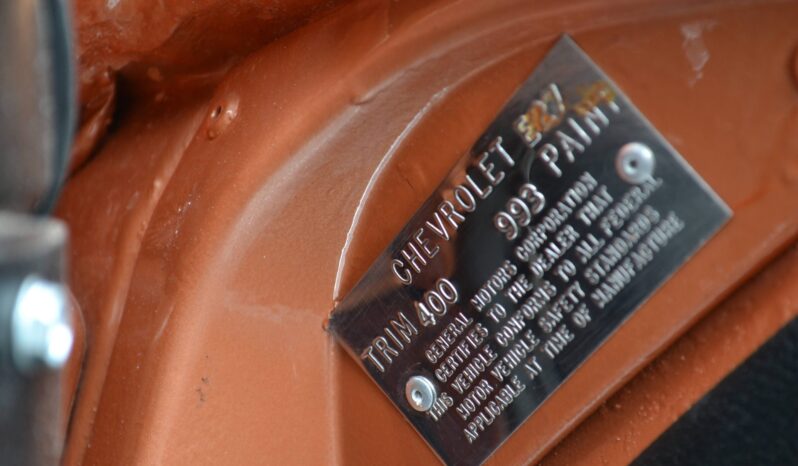 CHEVROLET
TRIM 400 993 PAINT
GENERAL MOTORS CORPORATION
CERTIFIES TO THE DEALER THAT
THIS VEHICLE CONFORMS TO ALL FEDERAL
MOTOR VEHICLE SAFETY STANDARDS
APPLICABLE AT TIME OF MANUFACTURE